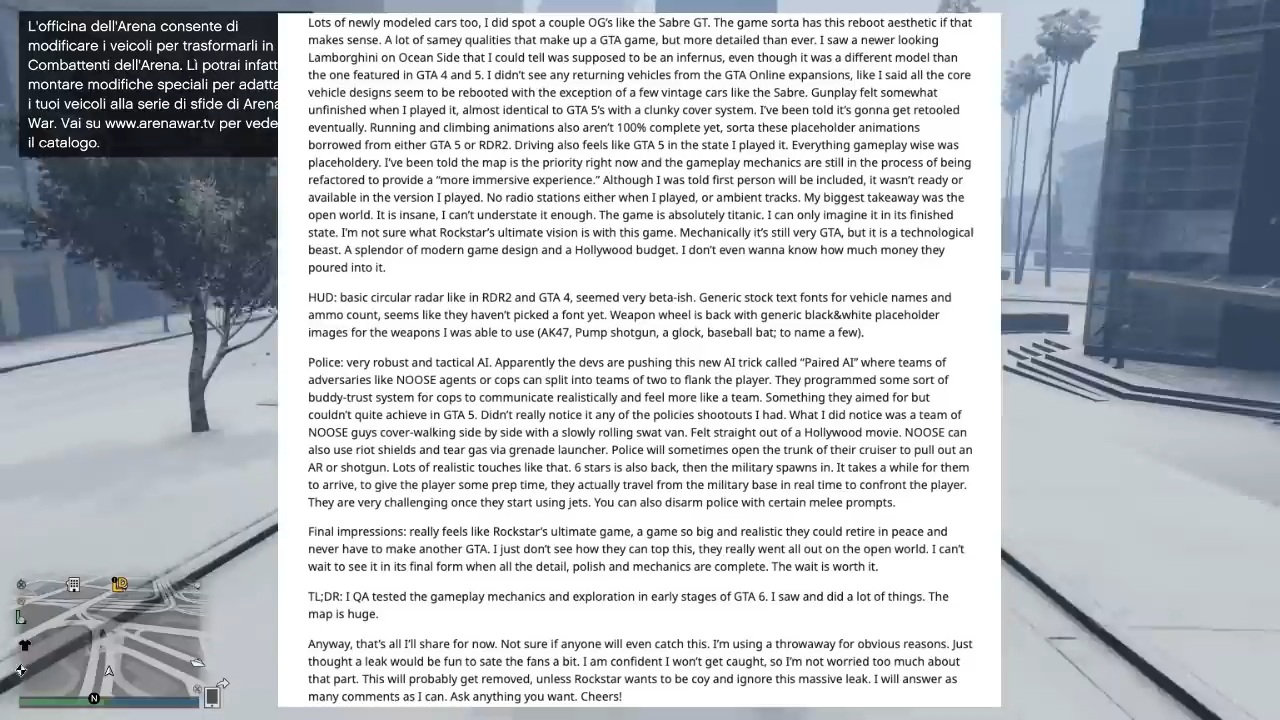 L'officina dell'Arena consente di
modificare i veicoli per trasformarli in
Combattenti dell'Arena. Lì potrai infatt
montare modifiche speciali per adatta
i tuoi veicoli alla serie di sfide di Arena
War. Vai su www.arenawar.tv per vede
il catalogo.
Lots of newly modeled cars too, I did spot a couple OG's like the Sabre GT. The game sorta has this reboot aesthetic if that
makes sense. A lot of samey qualities that make up a GTA game, but more detailed than ever. I saw a newer looking
Lamborghini on Ocean Side that I could tell was supposed to be an infernus, even though it was a different model than
the one featured in GTA 4 and 5. I didn't see any returning vehicles from the GTA Online expansions, like I said all the core
vehicle designs seem to be rebooted with the exception of a few vintage cars like the Sabre. Gunplay felt somewhat
unfinished when I played it, almost identical to GTA 5's with a clunky cover system. I've been told it's gonna get retooled
eventually. Running and climbing animations also aren't 100% complete yet, sorta these placeholder animations
borrowed from either GTA 5 or RDR2. Driving also feels like GTA 5 in the state I played it. Everything gameplay wise was
placeholdery. I've been told the map is the priority right now and the gameplay mechanics are still in the process of being
refactored to provide a “more immersive experience.” Although I was told first person will be included, it wasn't ready or
available in the version I played. No radio stations either when I played, or ambient tracks. My biggest takeaway was the
open world. It is insane, I can't understate it enough. The game is absolutely titanic. I can only imagine it in its finished
state. I'm not sure what Rockstar's ultimate vision is with this game. Mechanically it's still very GTA, but it is a technological
beast. A splendor of modern game design and a Hollywood budget. I don't even wanna know how much money they
poured into it.
HUD: basic circular radar like in RDR2 and GTA 4, seemed very beta-ish. Generic stock text fonts for vehicle names and
ammo count, seems like they haven't picked a font yet. Weapon wheel is back with generic black&white placeholder
images for the weapons I was able to use (AK47, Pump shotgun, a glock, baseball bat; to name a few).
Police: very robust and tactical AI. Apparently the devs are pushing this new AI trick called “Paired AI” where teams of
adversaries like NOOSE agents or cops can split into teams of two to flank the player. They programmed some sort of
buddy-trust system for cops to communicate realistically and feel more like a team. Something they aimed for but
couldn't quite achieve in GTA 5. Didn't really notice it any of the policies shootouts I had. What I did notice was a team of
NOOSE guys cover-walking side by side with a slowly rolling swat van. Felt straight out of a Hollywood movie. NOOSE can
also use riot shields and tear gas via grenade launcher. Police will sometimes open the trunk of their cruiser to pull out an
AR or shotgun. Lots of realistic touches like that. 6 stars is also back, then the military spawns in. It takes a while for them
to arrive, to give the player some prep time, they actually travel from the military base in real time to confront the player.
They are very challenging once they start using jets. You can also disarm police with certain melee prompts.
Final impressions: really feels like Rockstar's ultimate game, a game so big and realistic they could retire in peace and
never have to make another GTA. I just don't see how they can top this, they really went all out on the open world. I can't
wait to see it in its final form when all the detail, polish and mechanics are complete. The wait is worth it.
TL;DR: I QA tested the gameplay mechanics and exploration in early stages of GTA 6. I saw and did a lot of things. The
map is huge.
Anyway, that's all I'll share for now. Not sure if anyone will even catch this. I'm using a throwaway for obvious reasons. Just
thought a leak would be fun to sate the fans a bit. I am confident I won't get caught, so I'm not worried too much about
that part. This will probably get removed, unless Rockstar wants to be coy and ignore this massive leak. I will answer as
many comments as I can. Ask anything you want. Cheers!
N